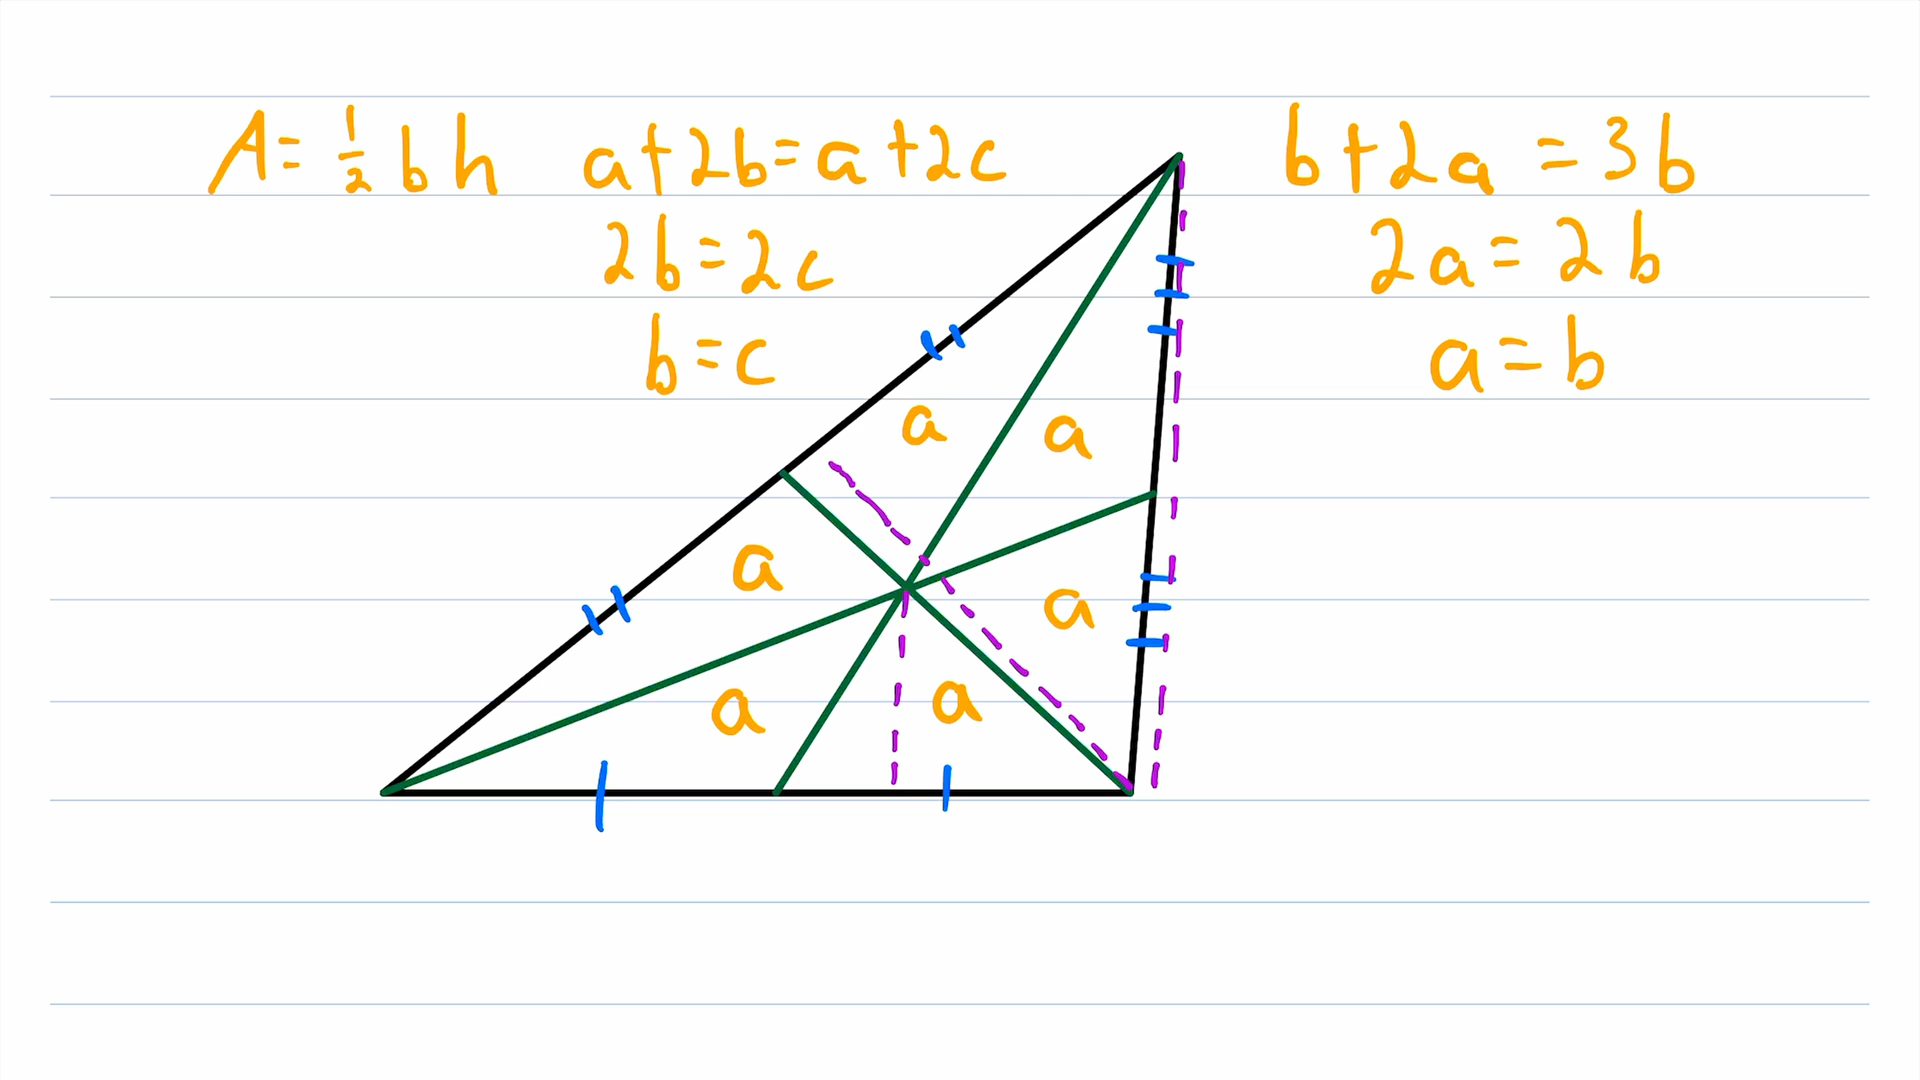 A = 1/2 b h
a + 2b = a + 2c
2b = 2c
b = c
b + 2a = 3b
2a = 2b
a = b
a a
a
a
a a